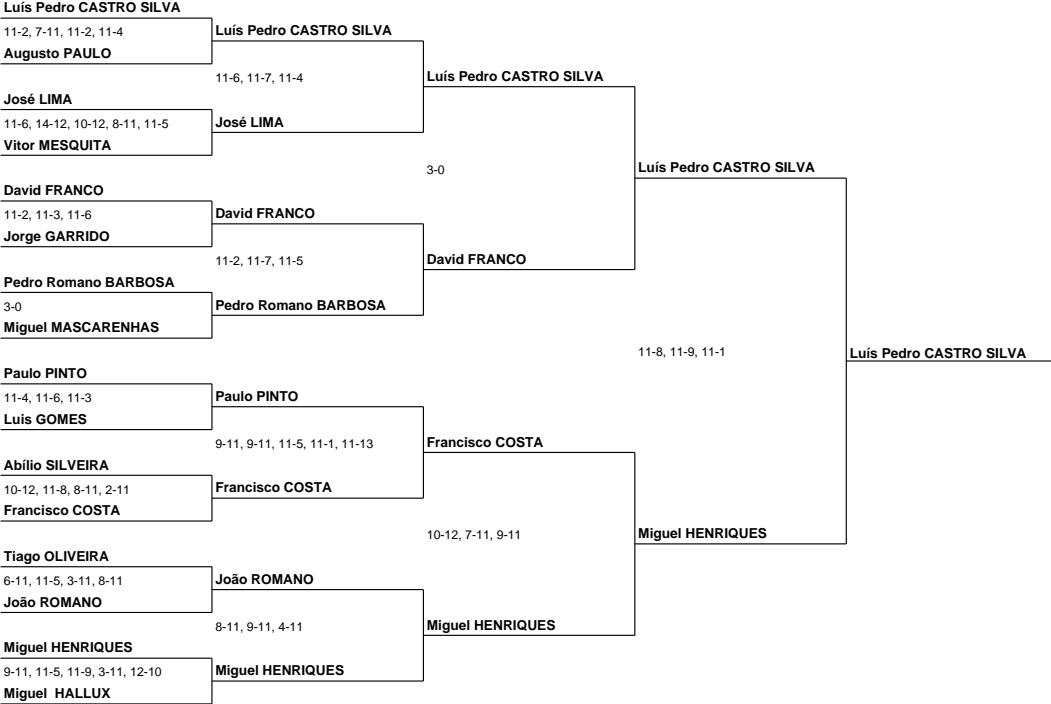 Luís Pedro CASTRO SILVA
11-2, 7-11, 11-2, 11-4
Augusto PAULO
José LIMA
11-6, 14-12, 10-12, 8-11, 11-5
Vitor MESQUITA
David FRANCO
11-2, 11-3, 11-6
Jorge GARRIDO
Pedro Romano BARBOSA
3-0
Miguel MASCARENHAS
Paulo PINTO
11-4, 11-6, 11-3
Luis GOMES
Abílio SILVEIRA
10-12, 11-8, 8-11, 2-11
Francisco COSTA
Tiago OLIVEIRA
6-11, 11-5, 3-11, 8-11
João ROMANO
Miguel HENRIQUES
9-11, 11-5, 11-9, 3-11, 12-10
Miguel HALLUX
Luís Pedro CASTRO SILVA
11-6, 11-7, 11-4
José LIMA
David FRANCO
11-2, 11-7, 11-5
Pedro Romano BARBOSA
Paulo PINTO
9-11, 9-11, 11-5, 11-1, 11-13
Francisco COSTA
João ROMANO
8-11, 9-11, 4-11
Miguel HENRIQUES
Luís Pedro CASTRO SILVA
3-0
David FRANCO
Francisco COSTA
10-12, 7-11, 9-11
Miguel HENRIQUES
Luís Pedro CASTRO SILVA
11-8, 11-9, 11-1
Miguel HENRIQUES
Luís Pedro CASTRO SILVA